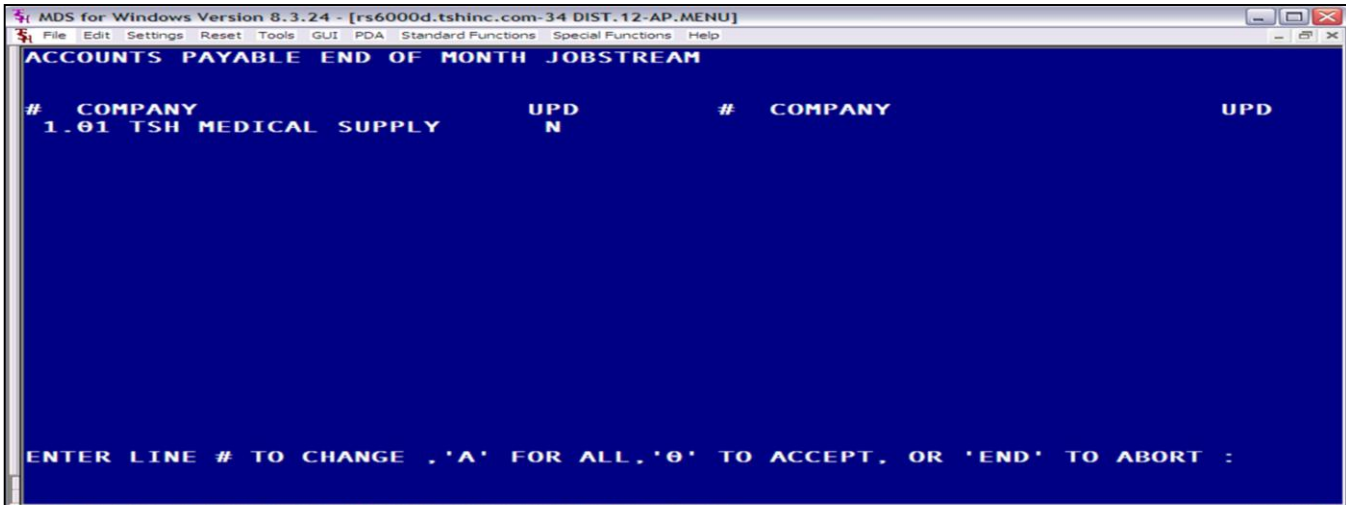 MDS for Windows Version 8.3.24 - [rs6000d.tshinc.com-34 DIST.12-AP.MENU]
File Edit Settings Reset Tools GUI PDA Standard Functions Special Functions Help
ACCOUNTS PAYABLE END OF MONTH JOBSTREAM
# COMPANY UPD # COMPANY UPD
1.01 TSH MEDICAL SUPPLY N
ENTER LINE # TO CHANGE ,'A' FOR ALL,'0' TO ACCEPT, OR 'END' TO ABORT :